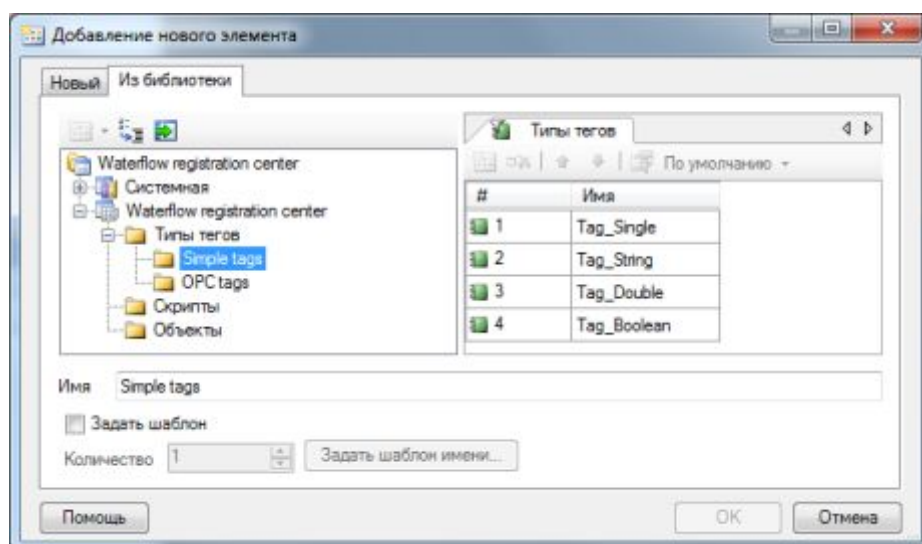 Добавление нового элемента
Новый
Из библиотеки
Waterflow registration center
Системная
Waterflow registration center
Типы тегов
Simple tags
OPC tags
Скрипты
Объекты
Типы тегов
По умолчанию
# Имя
1 Tag_Single
2 Tag_String
3 Tag_Double
4 Tag_Boolean
Имя Simple tags
Задать шаблон
Количество 1 Задать шаблон имени...
Помощь OK Отмена